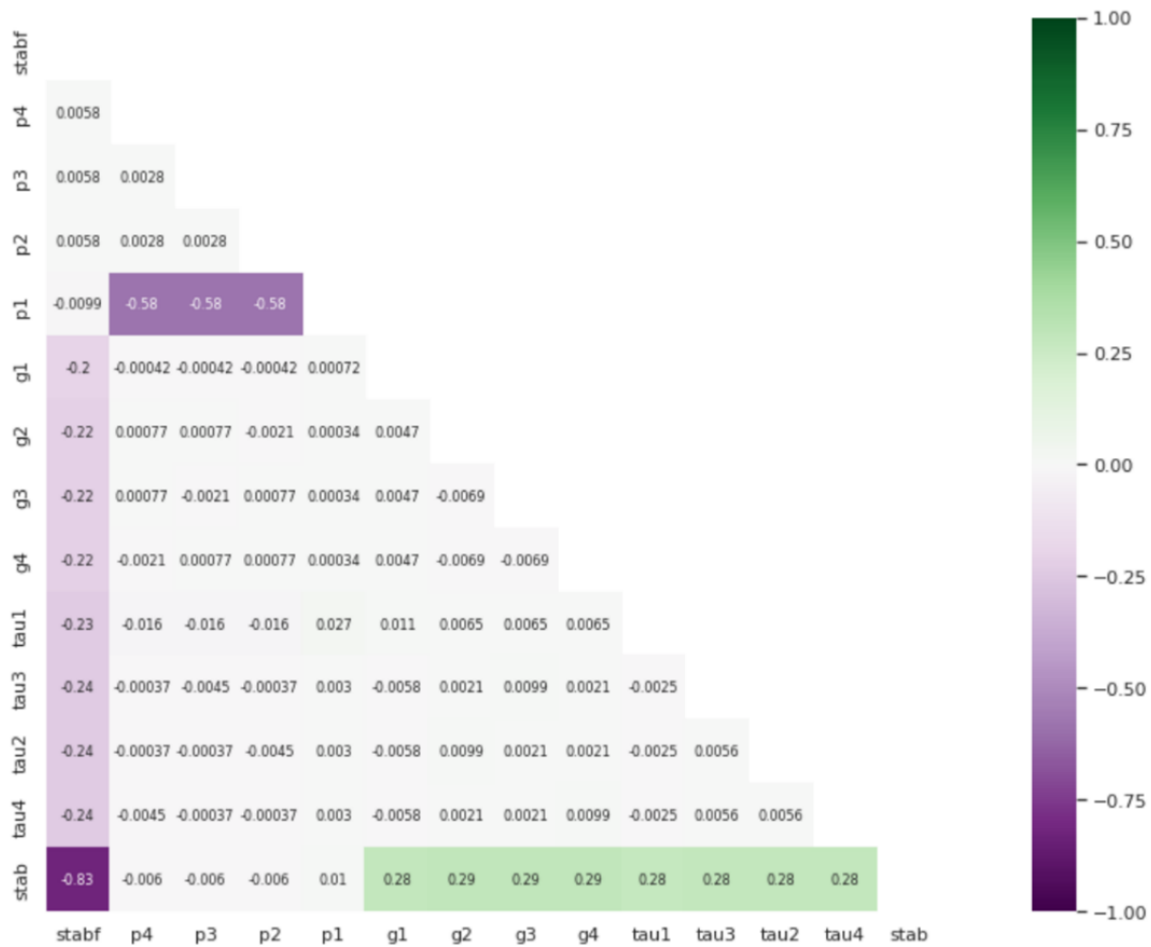 1.00
stabf
p4 0.0058
0.75
p3 0.0058 0.0028
p2 0.0058 0.0028 0.0028
0.50
p1 -0.0099 -0.58 -0.58 -0.58
g1 -0.2 -0.00042 -0.00042 -0.00042 0.00072
0.25
g2 -0.22 0.00077 0.00077 -0.0021 0.00034 0.0047
0.00
g3 -0.22 0.00077 -0.0021 0.00077 0.00034 0.0047 -0.0069
g4 -0.22 -0.0021 0.00077 0.00077 0.00034 0.0047 -0.0069 -0.0069
−0.25
tau1 -0.23 -0.016 -0.016 -0.016 0.027 0.011 0.0065 0.0065 0.0065
tau3 -0.24 -0.00037 -0.0045 -0.00037 0.003 -0.0058 0.0021 0.0099 0.0021 -0.0025
−0.50
tau2 -0.24 -0.00037 -0.00037 -0.0045 0.003 -0.0058 0.0099 0.0021 0.0021 -0.0025 0.0056
−0.75
tau4 -0.24 -0.0045 -0.00037 -0.00037 0.003 -0.0058 0.0021 0.0021 0.0099 -0.0025 0.0056 0.0056
stab -0.83 -0.006 -0.006 -0.006 0.01 0.28 0.29 0.29 0.29 0.28 0.28 0.28 0.28
−1.00
stabf p4 p3 p2 p1 g1 g2 g3 g4 tau1 tau3 tau2 tau4 stab